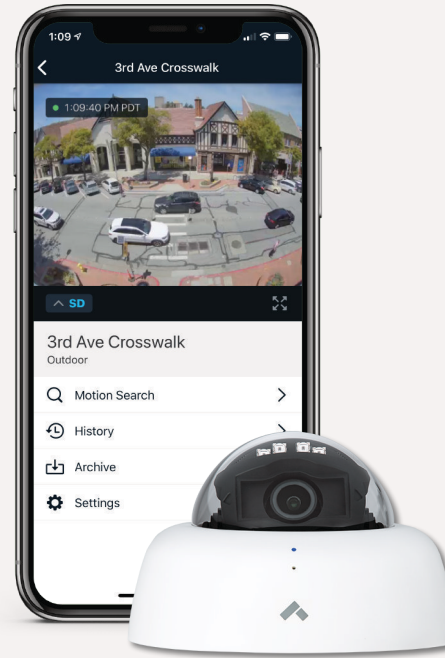 1:09
3rd Ave Crosswalk
1:09:40 PM PDT
SD
3rd Ave Crosswalk
Outdoor
Motion Search
History
Archive
Settings